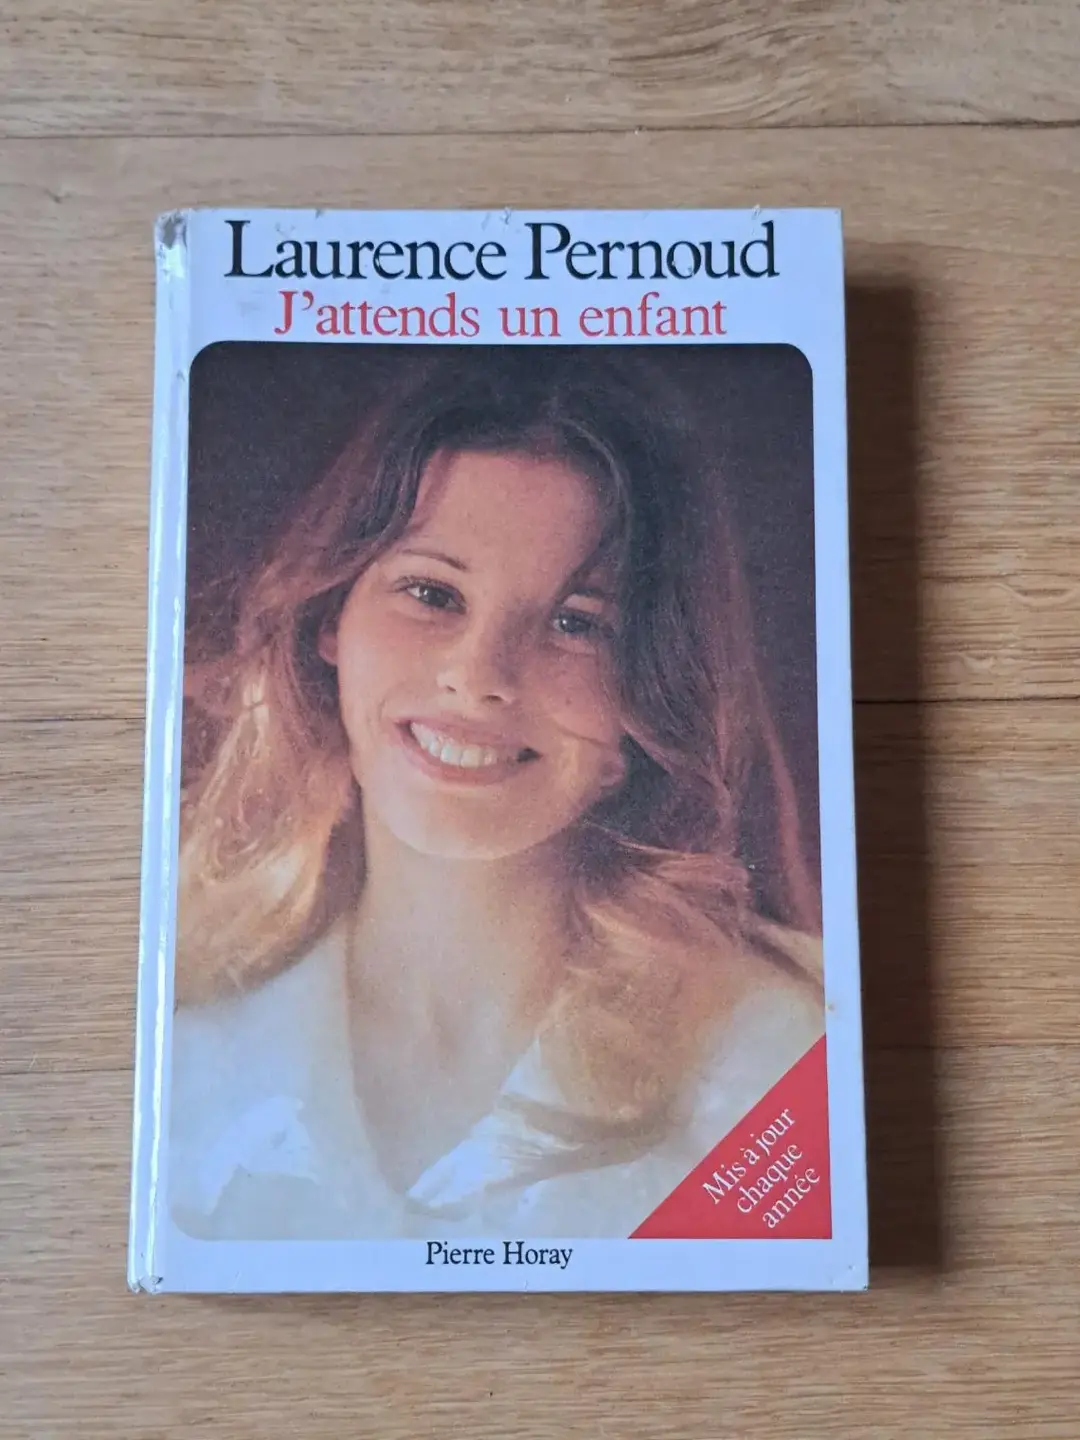 Laurence Pernoud
J'attends un enfant
Mis à jour
chaque
année
Pierre Horay